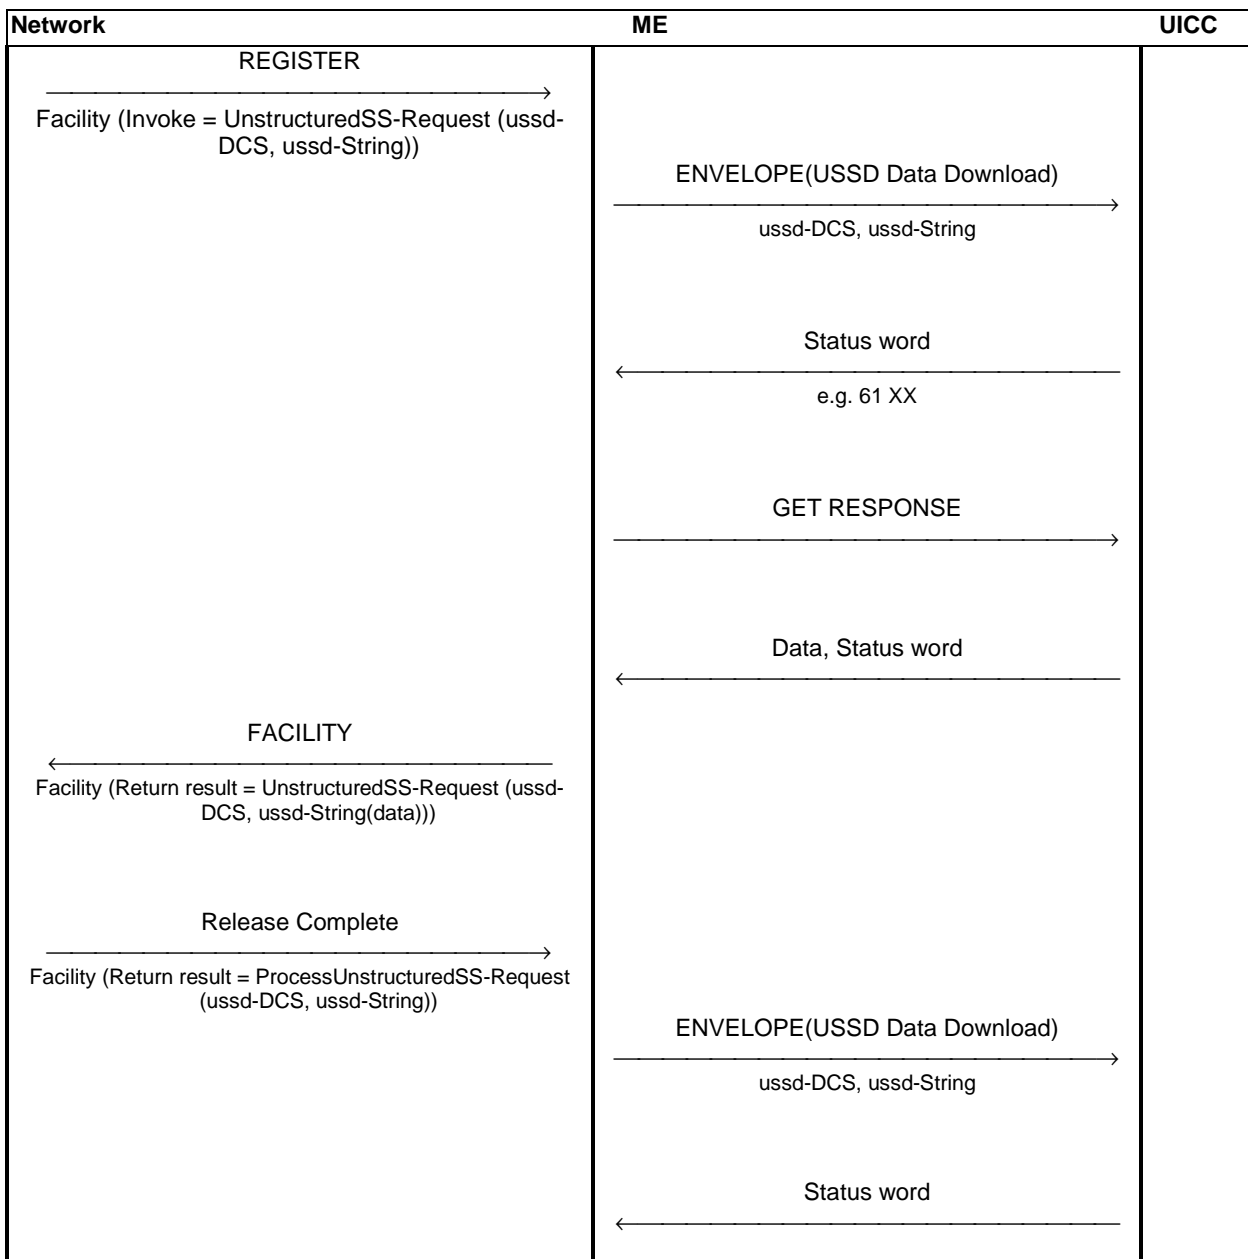 Network ME UICC
REGISTER
Facility (Invoke = UnstructuredSS-Request (ussd-
DCS, ussd-String))
ENVELOPE(USSD Data Download)
ussd-DCS, ussd-String
Status word
e.g. 61 XX
GET RESPONSE
Data, Status word
FACILITY
Facility (Return result = UnstructuredSS-Request (ussd-
DCS, ussd-String(data)))
Release Complete
Facility (Return result = ProcessUnstructuredSS-Request
(ussd-DCS, ussd-String))
ENVELOPE(USSD Data Download)
ussd-DCS, ussd-String
Status word